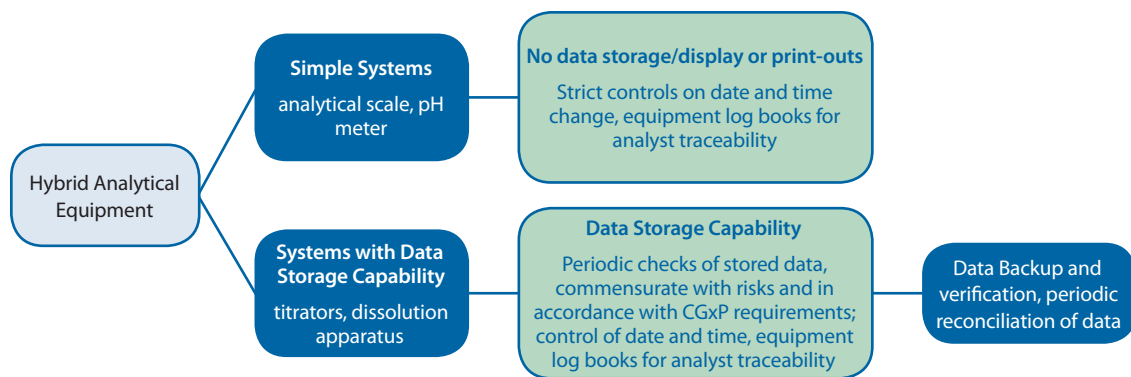 Hybrid Analytical
Equipment
Simple Systems
analytical scale, pH
meter
No data storage/display or print-outs
Strict controls on date and time
change, equipment log books for
analyst traceability
Systems with Data
Storage Capability
titrators, dissolution
apparatus
Data Storage Capability
Periodic checks of stored data,
commensurate with risks and in
accordance with CGxP requirements;
control of date and time, equipment
log books for analyst traceability
Data Backup and
verification, periodic
reconciliation of data